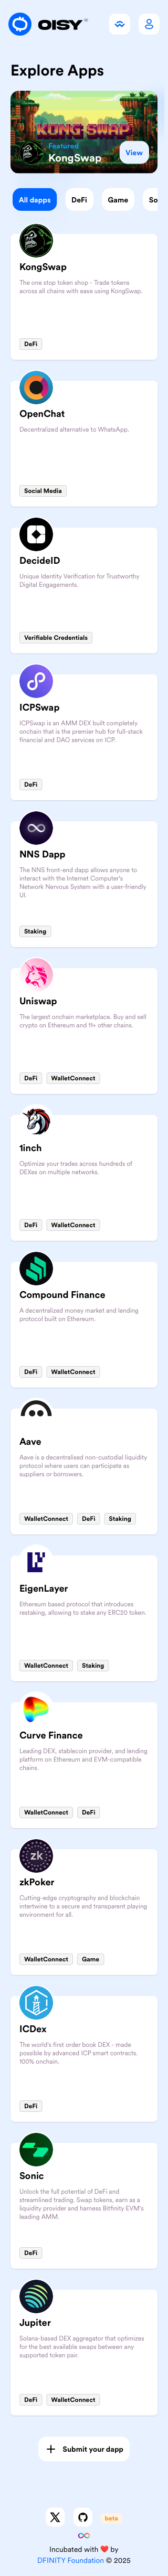 OISY
Explore Apps
KONG SWAP
Featured
KongSwap
View
All dapps
DeFi
Game
So
KongSwap
The one stop token shop - Trade tokens
across all chains with ease using KongSwap.
DeFi
OpenChat
Decentralized alternative to WhatsApp.
Social Media
DecideID
Unique Identity Verification for Trustworthy
Digital Engagements.
Verifiable Credentials
ICPSwap
ICPSwap is an AMM DEX built completely
onchain that is the premier hub for full-stack
financial and DAO services on ICP.
DeFi
NNS Dapp
The NNS front-end dapp allows anyone to
interact with the Internet Computer's
Network Nervous System with a user-friendly
UI.
Staking
Uniswap
The largest onchain marketplace. Buy and sell
crypto on Ethereum and 11+ other chains.
DeFi
WalletConnect
1inch
Optimize your trades across hundreds of
DEXes on multiple networks.
DeFi
WalletConnect
Compound Finance
A decentralized money market and lending
protocol built on Ethereum.
DeFi
WalletConnect
Aave
Aave is a decentralised non-custodial liquidity
protocol where users can participate as
suppliers or borrowers.
WalletConnect
DeFi
Staking
EigenLayer
Ethereum based protocol that introduces
restaking, allowing to stake any ERC20 token.
WalletConnect
Staking
Curve Finance
Leading DEX, stablecoin provider, and lending
platform on Ethereum and EVM-compatible
chains.
WalletConnect
DeFi
zk
zkPoker
Cutting-edge cryptography and blockchain
intertwine to a secure and transparent playing
environment for all.
WalletConnect
Game
ICDex
The world's first order book DEX - made
possible by advanced ICP smart contracts.
100% onchain.
DeFi
Sonic
Unlock the full potential of DeFi and
streamlined trading. Swap tokens, earn as a
liquidity provider and harness Bitfinity EVM's
leading AMM.
DeFi
Jupiter
Solana-based DEX aggregator that optimizes
for the best available swaps between any
supported token pair.
DeFi
WalletConnect
Submit your dapp
beta
Incubated with ❤️ by
DFINITY Foundation © 2025